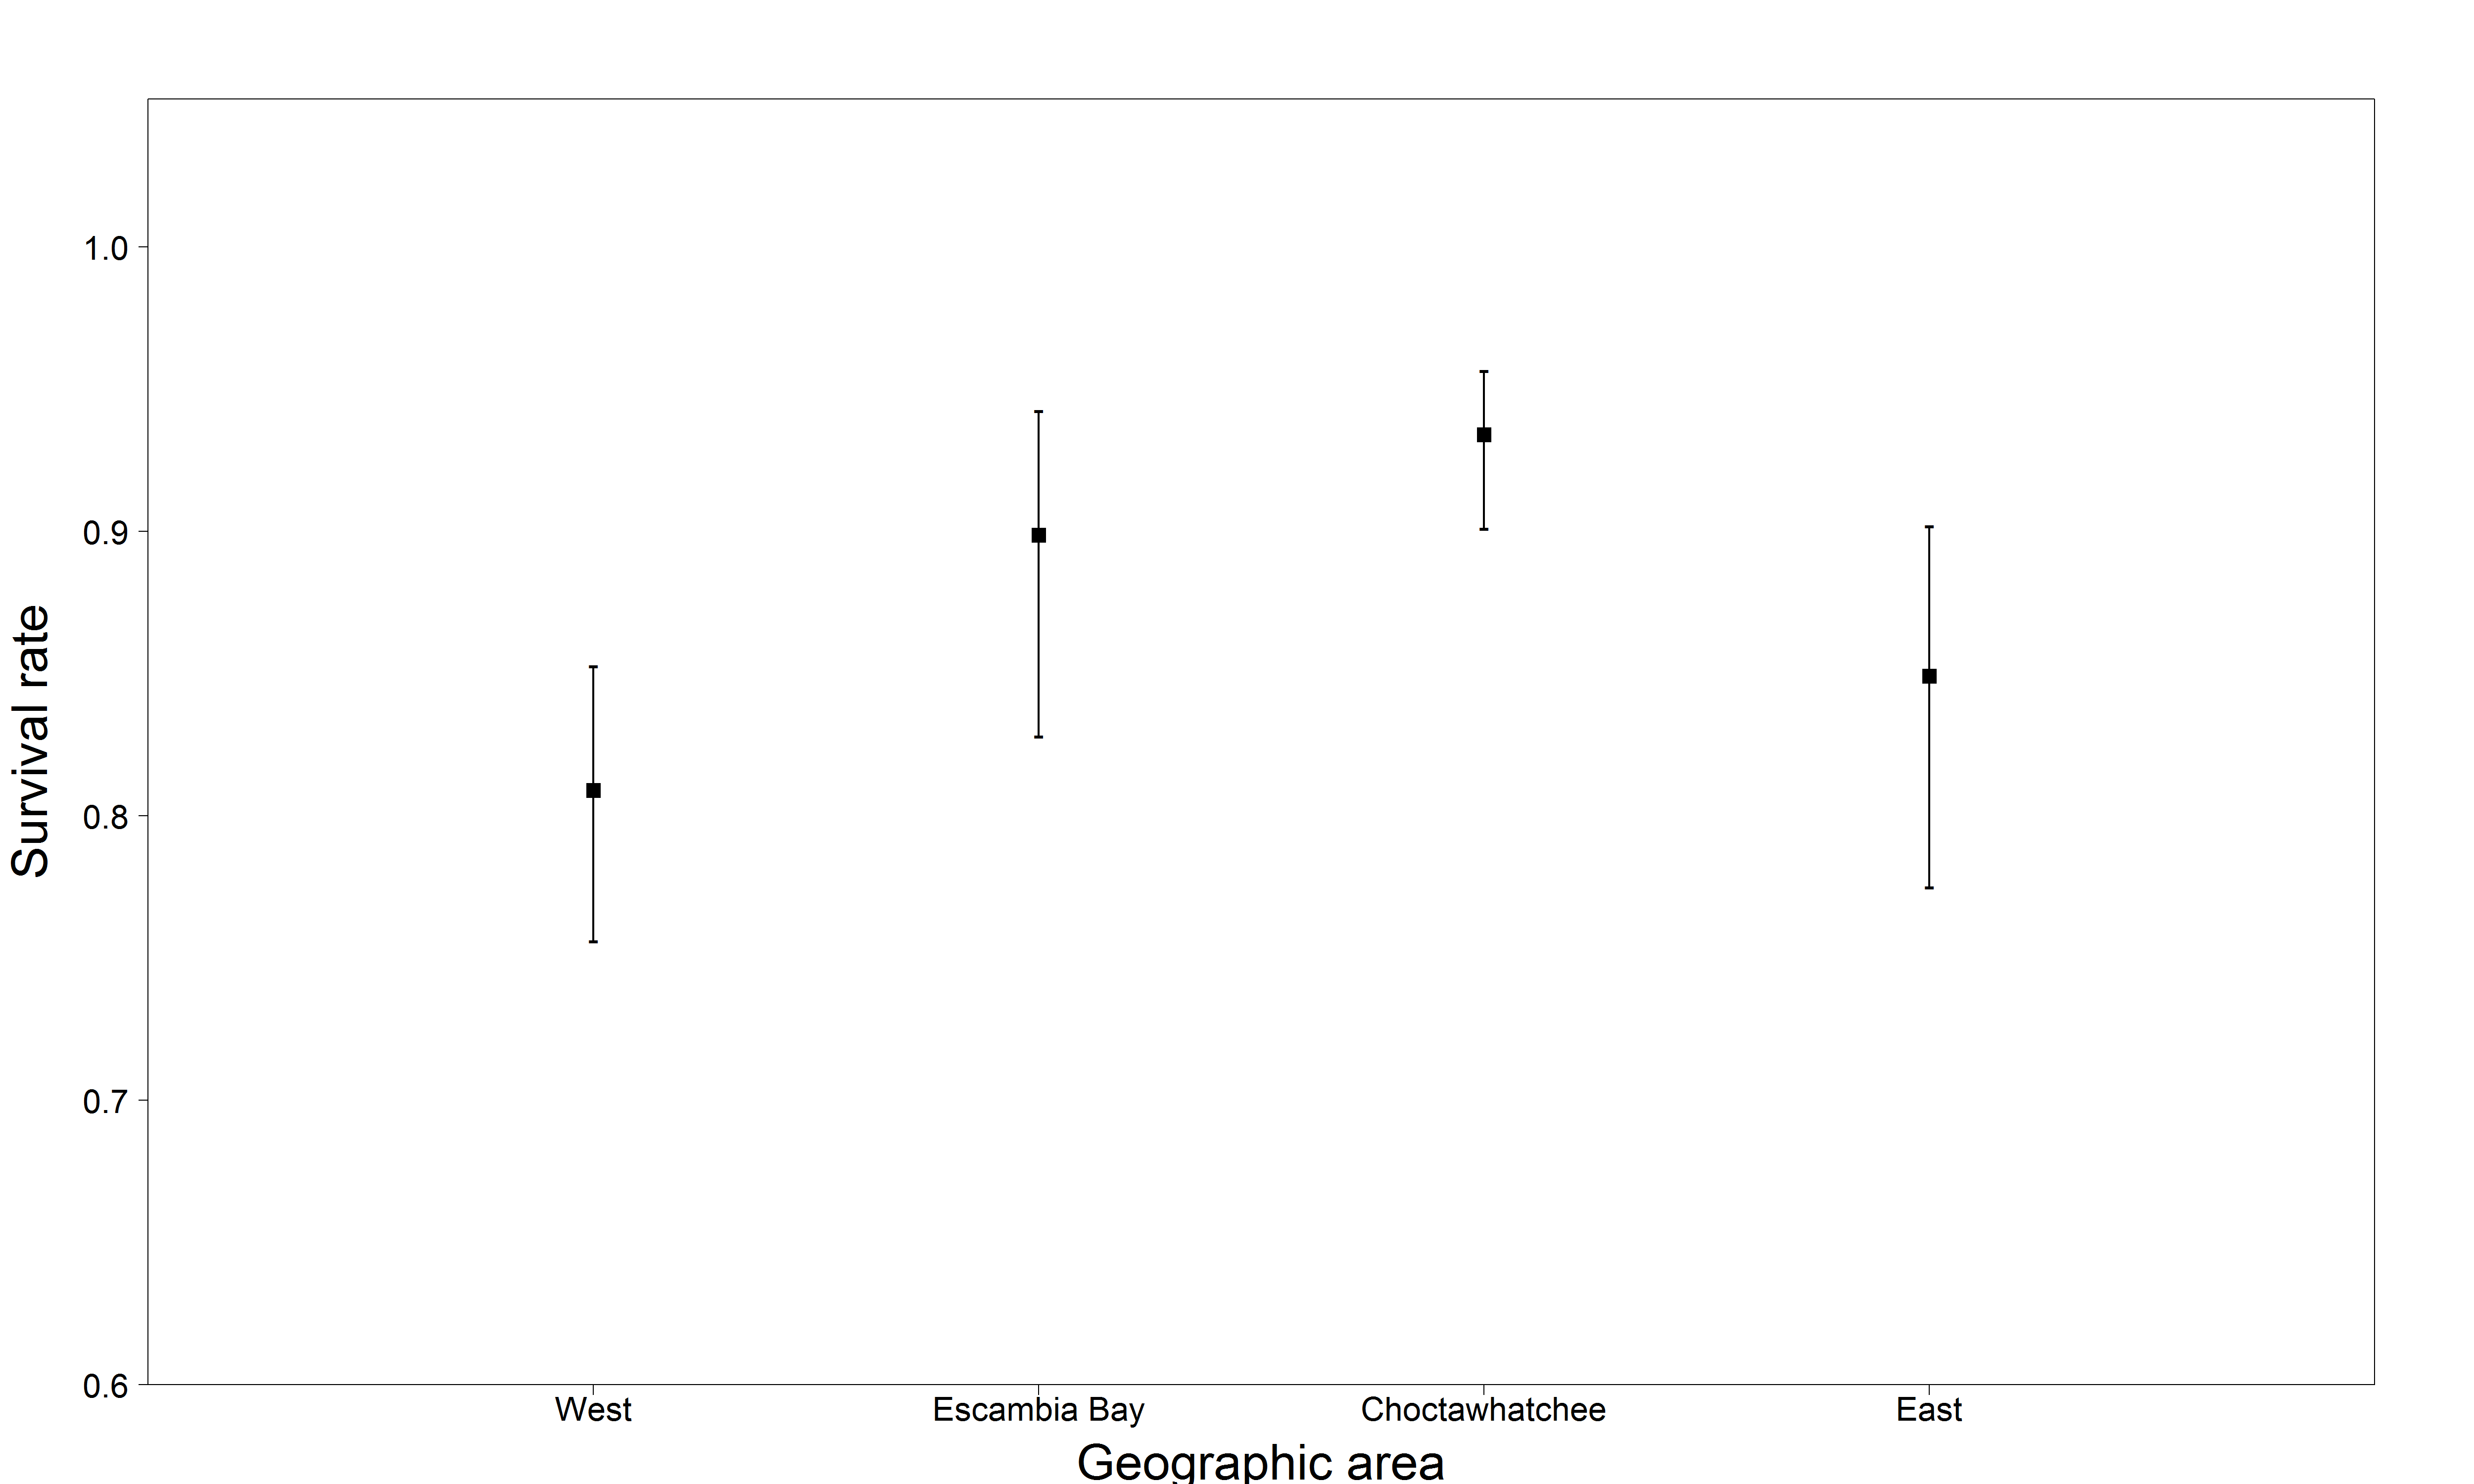 1.0
0.9
0.8
0.7
0.6
Survival rate
West
Escambia Bay
Choctawhatchee
East
Geographic area